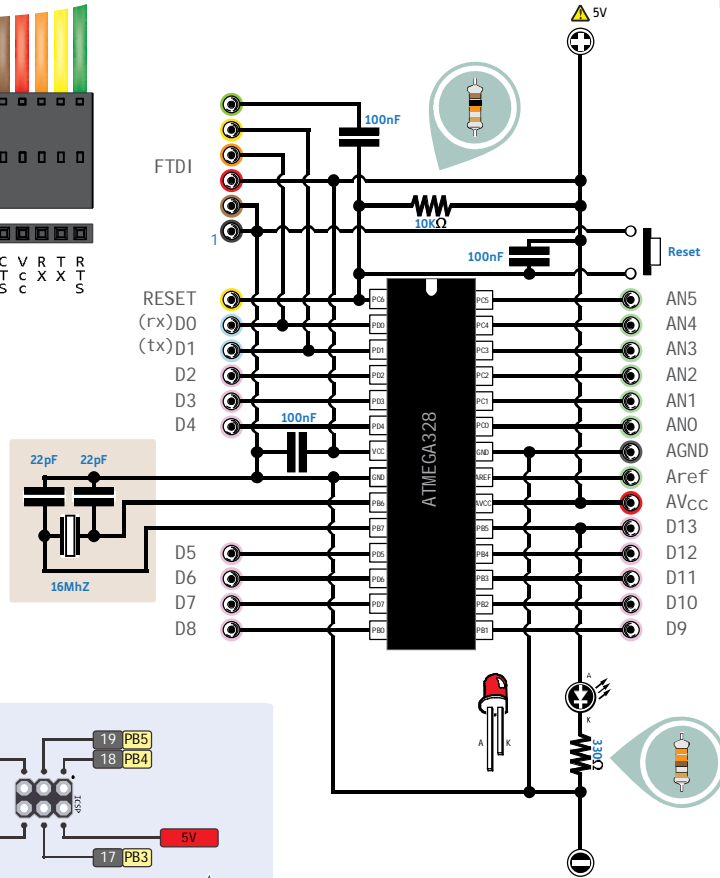 5V
100nF
FTDI
10KΩ
1
100nF
Reset
C T S
V c c
R X
T X
R T S
RESET
PC6
PC5
AN5
(rx)D0
PD0
PC4
AN4
(tx)D1
PD1
PC3
AN3
D2
PD2
PC2
AN2
D3
PD3
PC1
AN1
D4
100nF
PD4
PC0
AN0
VCC
GND
AGND
22pF
22pF
GND
AREF
Aref
PB6
AVCC
AVcc
PB7
PB5
D13
ATMEGA328
D5
PD5
PB4
D12
16MhZ
D6
PD6
PB3
D11
D7
PD7
PB2
D10
D8
PB0
PB1
D9
A
K
A
K
330Ω
19 PB5
18 PB4
ICSP
5V
17 PB3